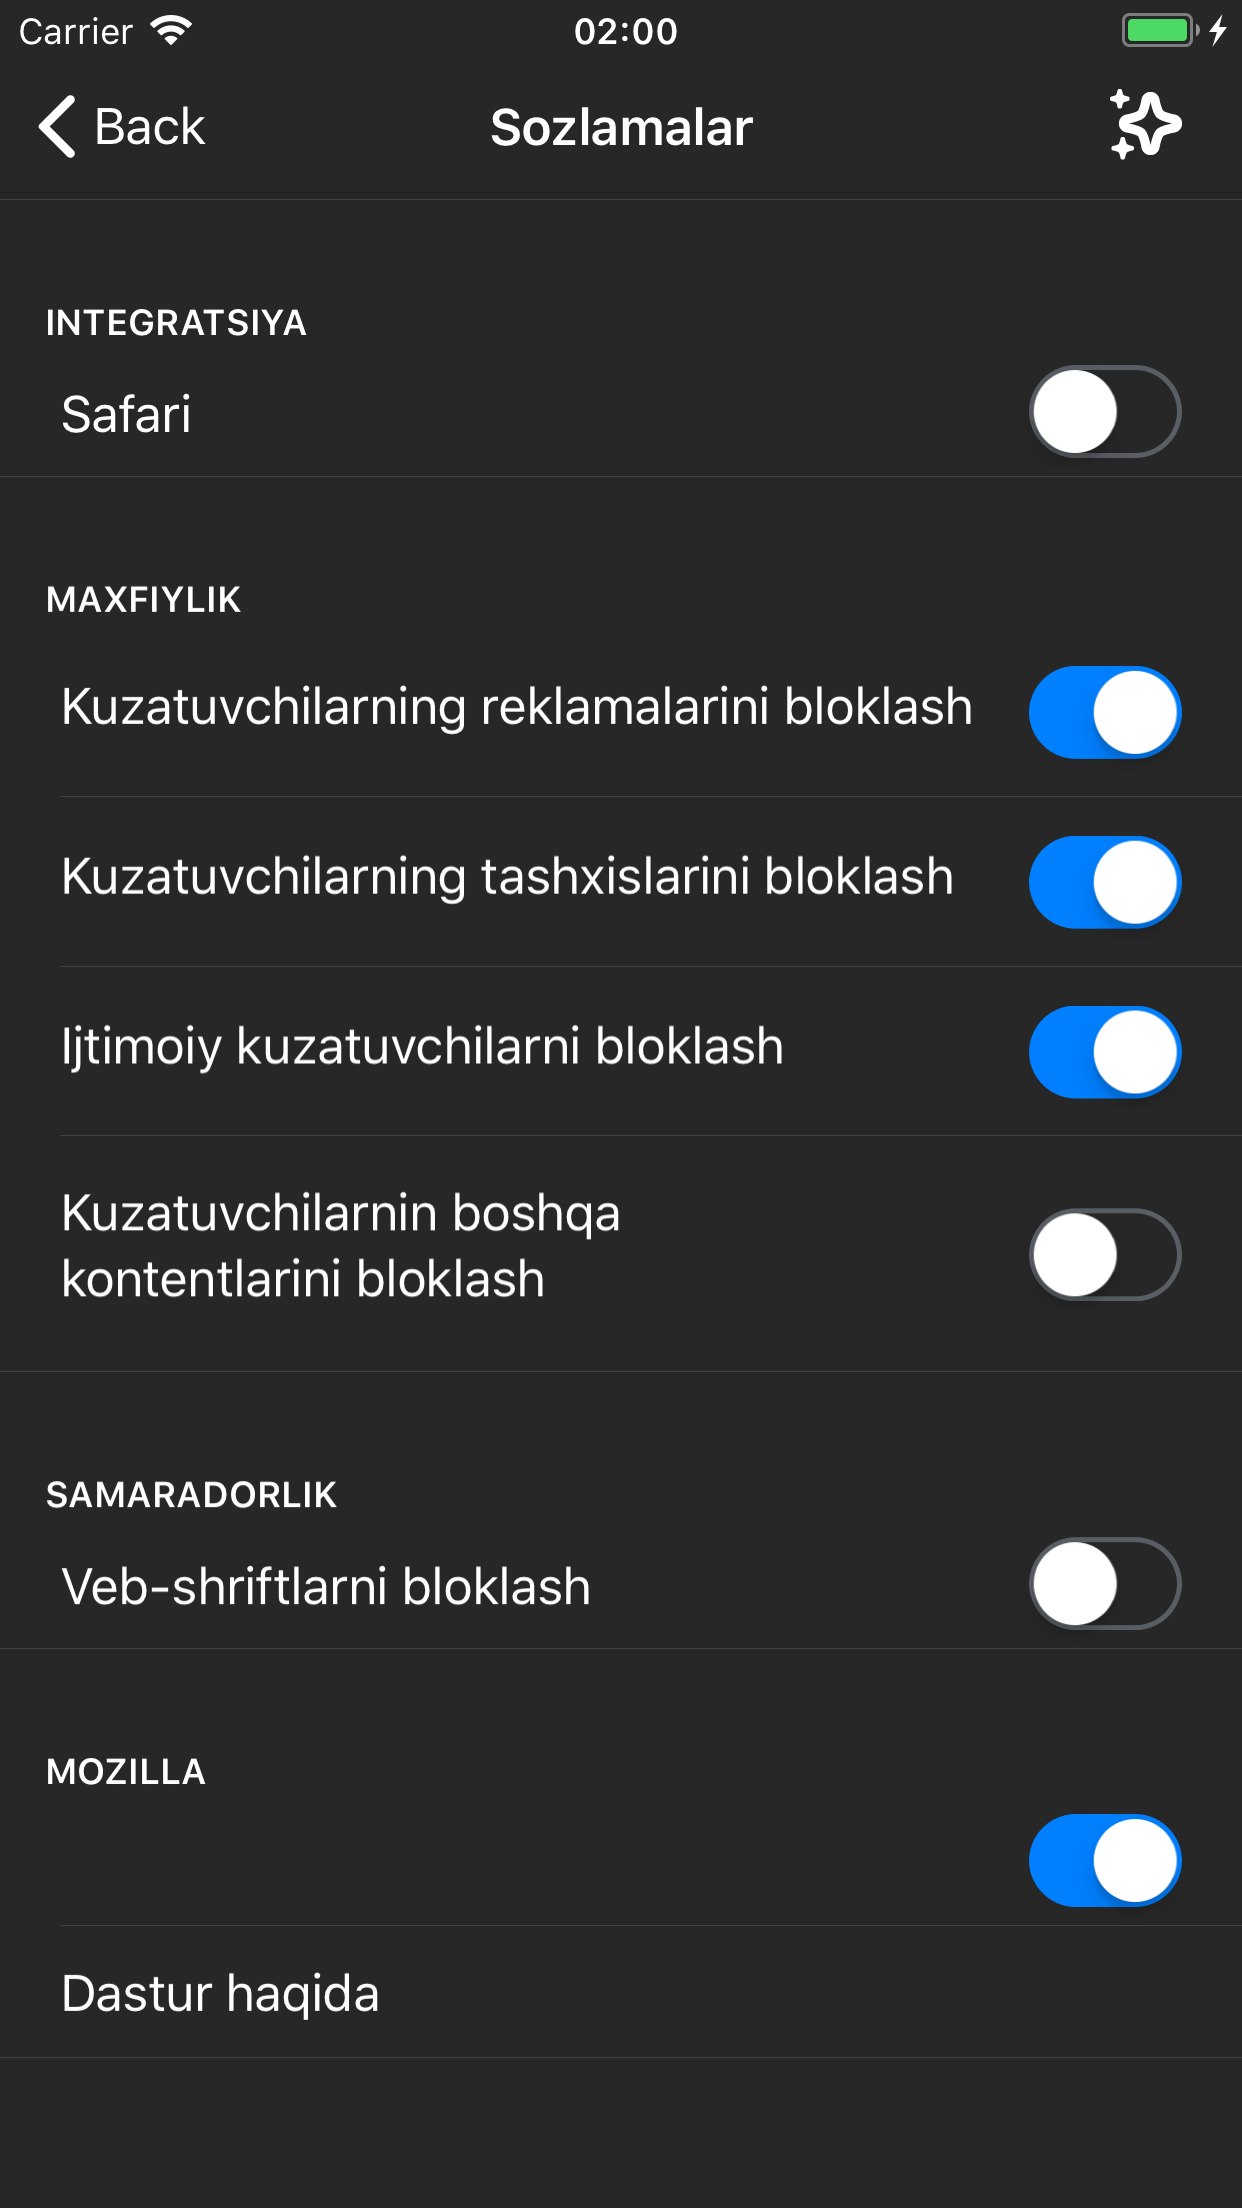 Carrier 02:00
Back Sozlamalar
INTEGRATSIYA
Safari
MAXFIYLIK
Kuzatuvchilarning reklamalarini bloklash
Kuzatuvchilarning tashxislarini bloklash
Ijtimoiy kuzatuvchilarni bloklash
Kuzatuvchilarnin boshqa
kontentlarini bloklash
SAMARADORLIK
Veb-shriftlarni bloklash
MOZILLA
Dastur haqida